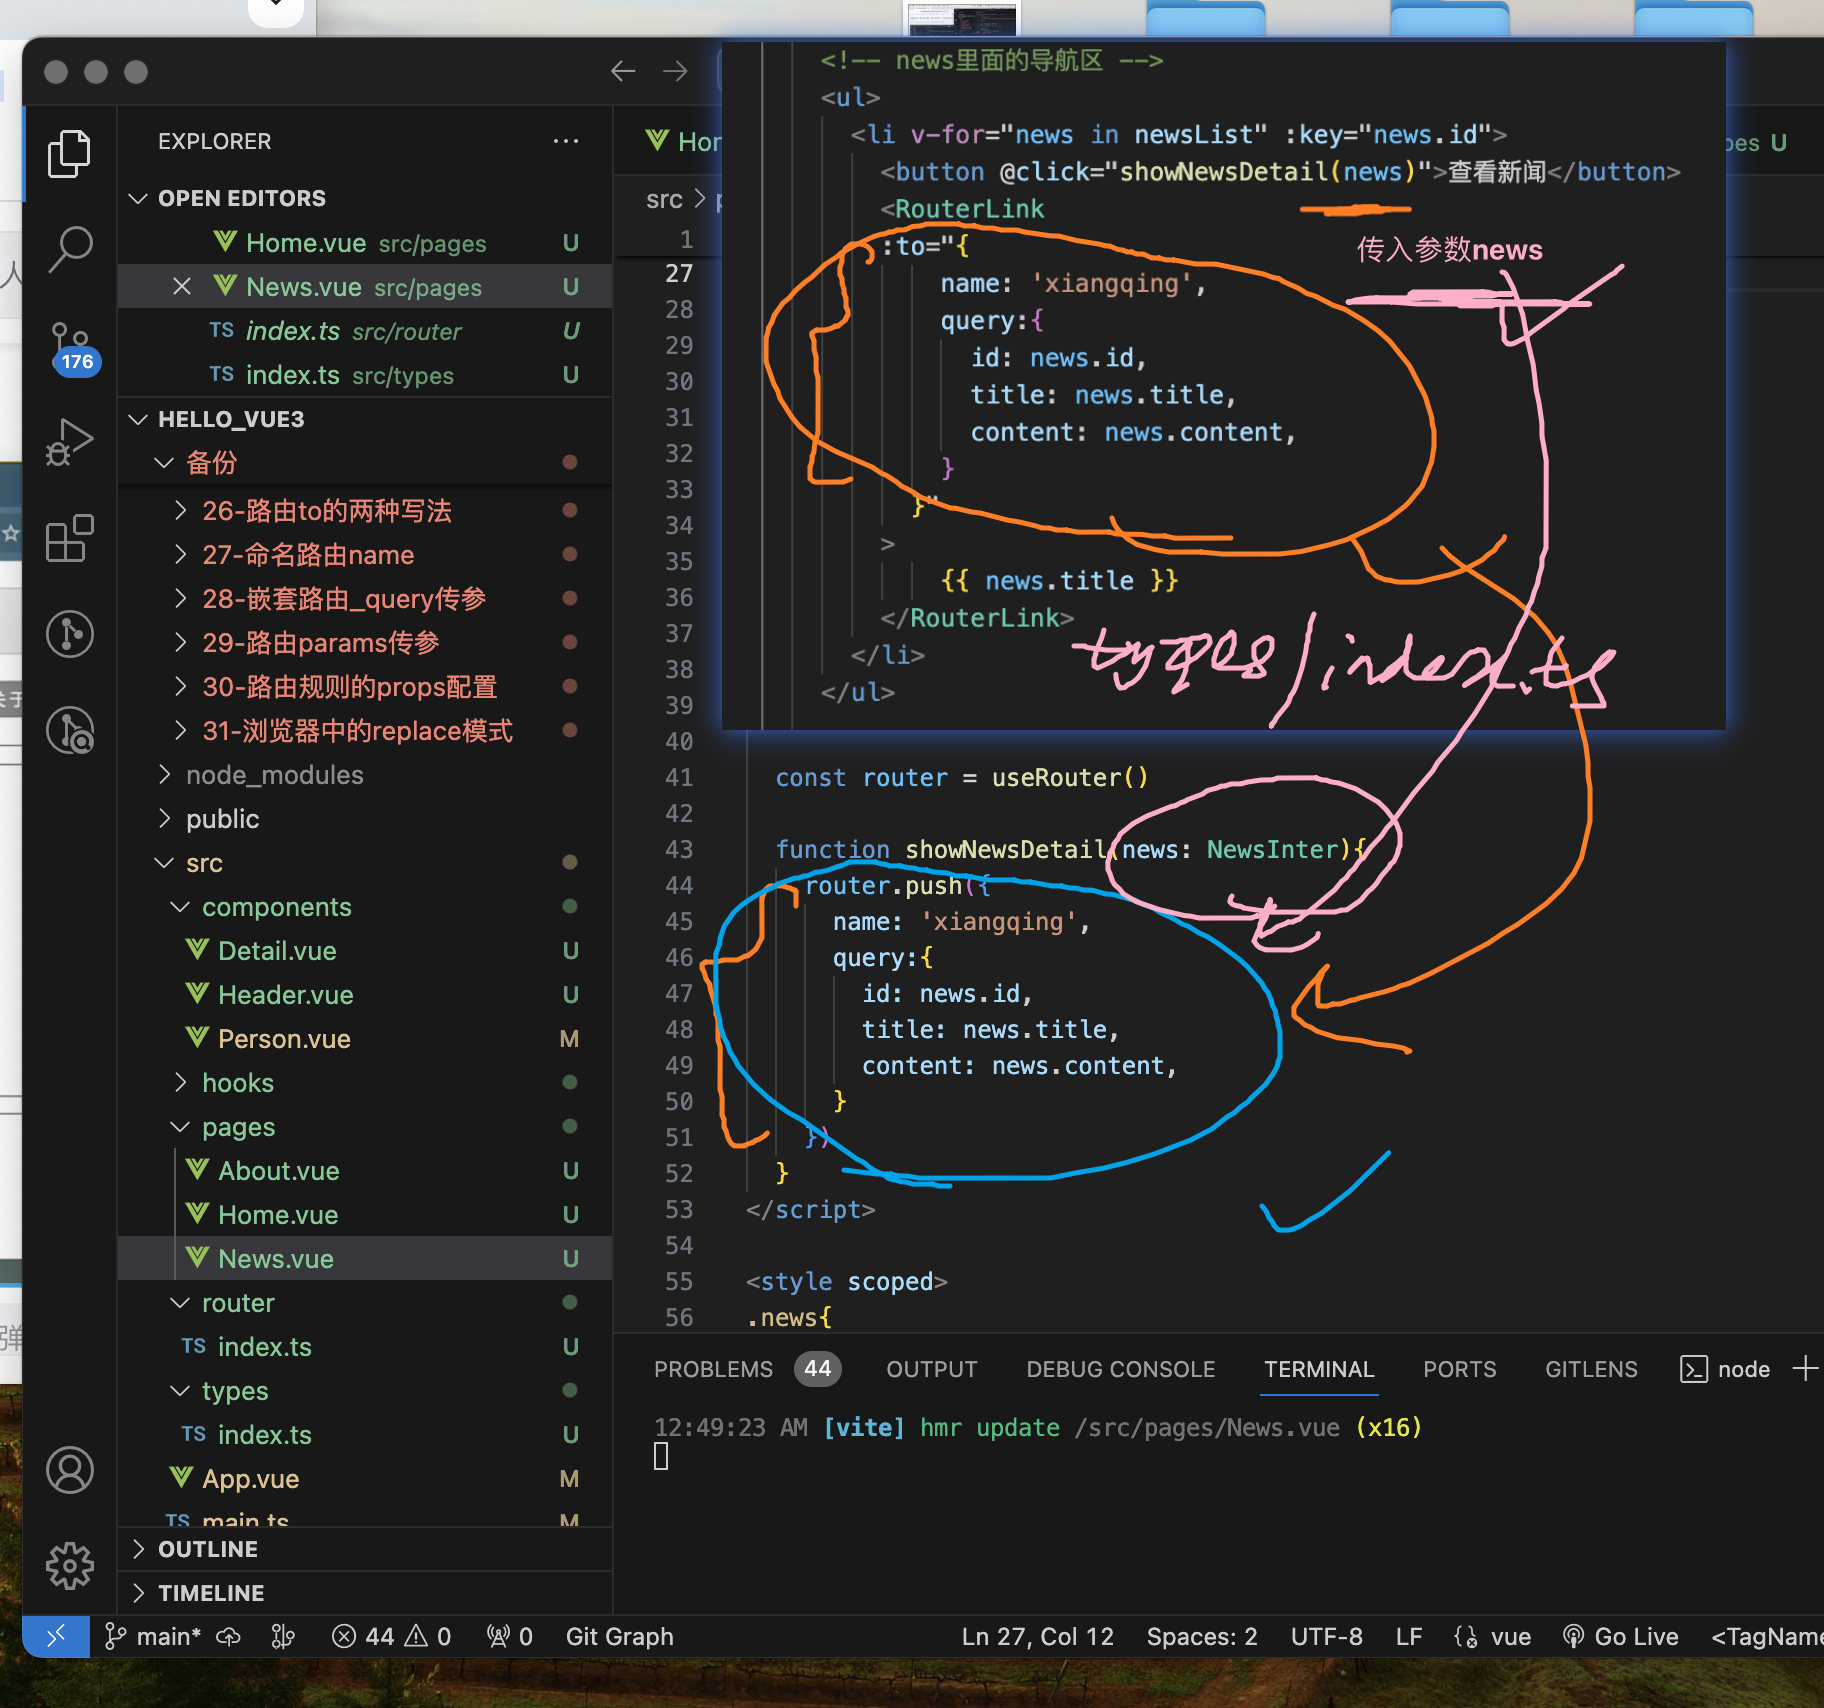 EXPLORER
OPEN EDITORS
Home.vue src/pages U
News.vue src/pages U
TS index.ts src/router U
TS index.ts src/types U
176
HELLO_VUE3
备份
26-路由to的两种写法
27-命名路由name
28-嵌套路由_query传参
29-路由params传参
30-路由规则的props配置
31-浏览器中的replace模式
node_modules
public
src
components
Detail.vue U
Header.vue U
Person.vue M
hooks
pages
About.vue U
Home.vue U
News.vue U
router
TS index.ts U
types
TS index.ts U
App.vue M
TS main.ts M
OUTLINE
TIMELINE
src
<!-- news里面的导航区 -->
<ul>
<li v-for="news in newsList" :key="news.id">
<button @click="showNewsDetail(news)">查看新闻</button>
<RouterLink
:to="{
name: 'xiangqing',
query:{
id: news.id,
title: news.title,
content: news.content,
}
}"
>
{{ news.title }}
</RouterLink>
</li>
</ul>
传入参数news
types/index.ts
1
27
28
29
30
31
32
33
34
35
36
37
38
39
40
41 const router = useRouter()
42
43 function showNewsDetail(news: NewsInter){
44 router.push({
45 name: 'xiangqing',
46 query:{
47 id: news.id,
48 title: news.title,
49 content: news.content,
50 }
51 })
52 }
53 </script>
54
55 <style scoped>
56 .news{
PROBLEMS 44 OUTPUT DEBUG CONSOLE TERMINAL PORTS GITLENS node
12:49:23 AM [vite] hmr update /src/pages/News.vue (x16)
main* 44 0 0 Git Graph Ln 27, Col 12 Spaces: 2 UTF-8 LF vue Go Live <TagName